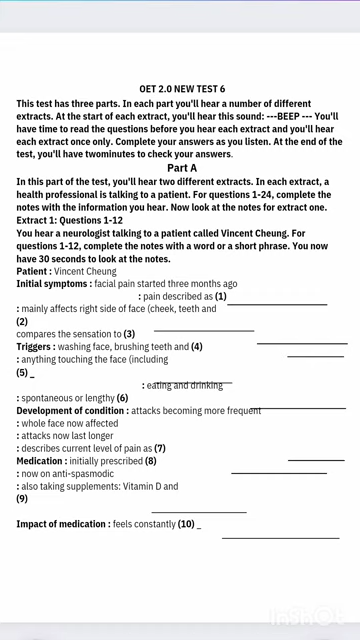 OET 2.0 NEW TEST 6
This test has three parts. In each part you'll hear a number of different
extracts. At the start of each extract, you'll hear this sound: ---BEEP --- You'll
have time to read the questions before you hear each extract and you'll hear
each extract once only. Complete your answers as you listen. At the end of the
test, you'll have twominutes to check your answers.
Part A
In this part of the test, you'll hear two different extracts. In each extract, a
health professional is talking to a patient. For questions 1-24, complete the
notes with the information you hear. Now look at the notes for extract one.
Extract 1: Questions 1-12
You hear a neurologist talking to a patient called Vincent Cheung. For
questions 1-12, complete the notes with a word or a short phrase. You now
have 30 seconds to look at the notes.
Patient : Vincent Cheung
Initial symptoms : facial pain started three months ago
: pain described as (1)
: mainly affects right side of face (cheek, teeth and
(2)
compares the sensation to (3)
Triggers : washing face, brushing teeth and (4)
: anything touching the face (including
(5) _
: eating and drinking
: spontaneous or lengthy (6)
Development of condition : attacks becoming more frequent
: whole face now affected
: attacks now last longer
: describes current level of pain as (7)
Medication : initially prescribed (8)
: now on anti-spasmodic
: also taking supplements: Vitamin D and
(9)
Impact of medication : feels constantly (10) _
InShOt